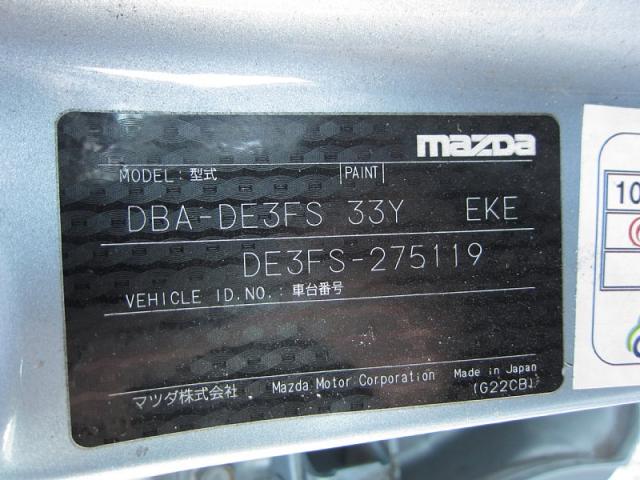 mazda
MODEL: 型式 PAINT
DBA-DE3FS 33Y EKE
DE3FS-275119
VEHICLE ID.NO.: 車台番号
マツダ株式会社 Mazda Motor Corporation Made in Japan
(G22CB)
10